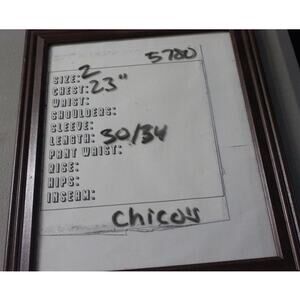 5780
SIZE: 2
CHEST: 23"
WAIST:
SHOULDERS:
SLEEVE:
LENGTH: 30/34
PANT WAIST:
RISE:
HIPS:
INSEAM:
Chicos